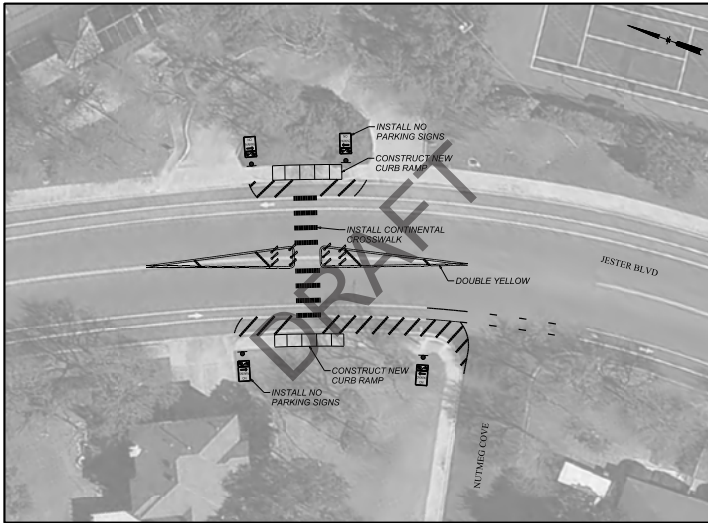 INSTALL NO
PARKING SIGNS
CONSTRUCT NEW
CURB RAMP
INSTALL CONTINENTAL
CROSSWALK
JESTER BLVD
DOUBLE YELLOW
DRAFT
CONSTRUCT NEW
CURB RAMP
INSTALL NO
PARKING SIGNS
NUTMEG COVE